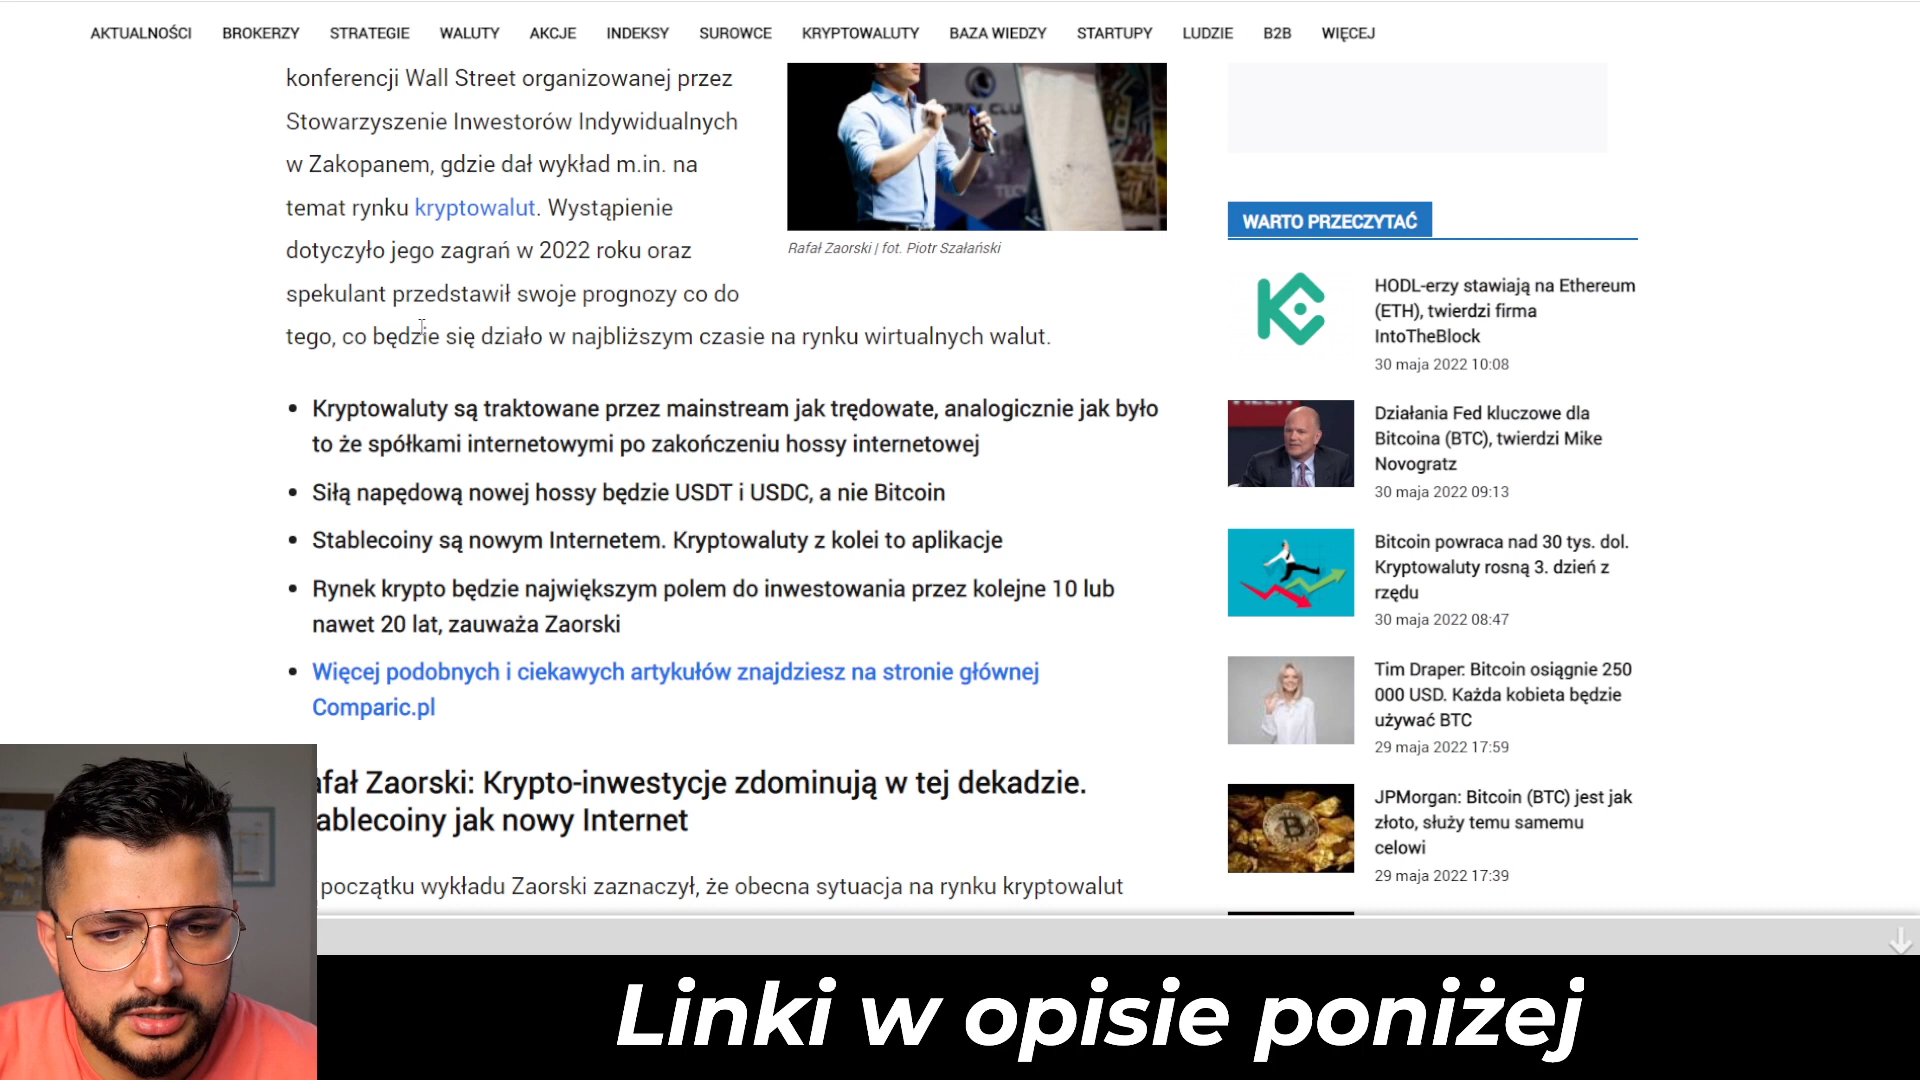 AKTUALNOŚCI BROKERZY STRATEGIE WALUTY AKCJE INDEKSY SUROWCE KRYPTOWALUTY BAZA WIEDZY STARTUPY LUDZIE B2B WIĘCEJ
konferencji Wall Street organizowanej przez
Stowarzyszenie Inwestorów Indywidualnych
w Zakopanem, gdzie dał wykład m.in. na
temat rynku kryptowalut. Wystąpienie
dotyczyło jego zagrań w 2022 roku oraz
spekulant przedstawił swoje prognozy co do
tego, co będzie się działo w najbliższym czasie na rynku wirtualnych walut.
Rafał Zaorski | fot. Piotr Szałański
• Kryptowaluty są traktowane przez mainstream jak trędowate, analogicznie jak było
to że spółkami internetowymi po zakończeniu hossy internetowej
• Siłą napędową nowej hossy będzie USDT i USDC, a nie Bitcoin
• Stablecoiny są nowym Internetem. Kryptowaluty z kolei to aplikacje
• Rynek krypto będzie największym polem do inwestowania przez kolejne 10 lub
nawet 20 lat, zauważa Zaorski
• Więcej podobnych i ciekawych artykułów znajdziesz na stronie głównej
Comparic.pl
afał Zaorski: Krypto-inwestycje zdominują w tej dekadzie.
ablecoiny jak nowy Internet
początku wykładu Zaorski zaznaczył, że obecna sytuacja na rynku kryptowalut
WARTO PRZECZYTAĆ
HODL-erzy stawiają na Ethereum
(ETH), twierdzi firma
IntoTheBlock
30 maja 2022 10:08
Działania Fed kluczowe dla
Bitcoina (BTC), twierdzi Mike
Novogratz
30 maja 2022 09:13
Bitcoin powraca nad 30 tys. dol.
Kryptowaluty rosną 3. dzień z
rzędu
30 maja 2022 08:47
Tim Draper: Bitcoin osiągnie 250
000 USD. Każda kobieta będzie
używać BTC
29 maja 2022 17:59
JPMorgan: Bitcoin (BTC) jest jak
złoto, służy temu samemu
celowi
29 maja 2022 17:39
Linki w opisie poniżej